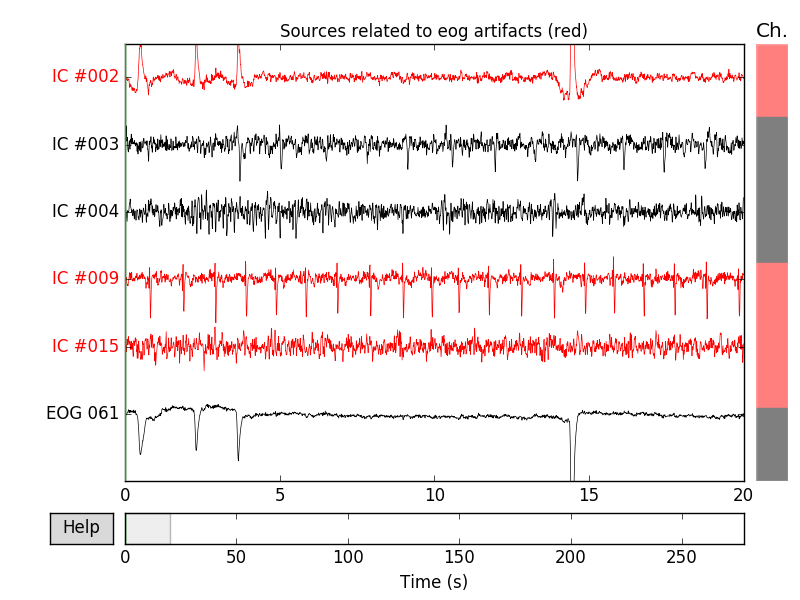 Sources related to eog artifacts (red)
Ch.
IC #002
IC #003
IC #004
IC #009
IC #015
EOG 061
0 5 10 15 20
Help
0 50 100 150 200 250
Time (s)